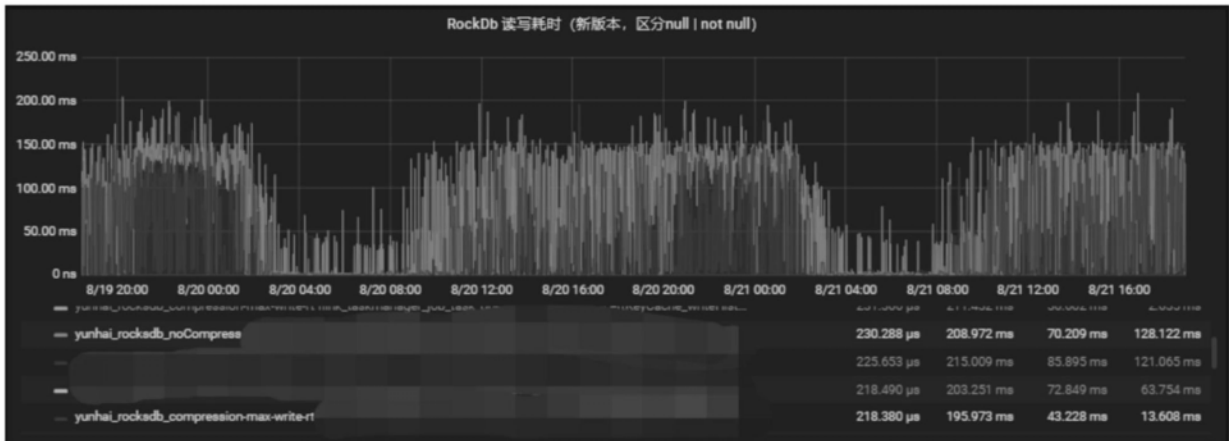 RockDb 读写耗时（新版本，区分null | not null）
250.00 ms
200.00 ms
150.00 ms
100.00 ms
50.00 ms
0 ns
8/19 20:00 8/20 00:00 8/20 04:00 8/20 08:00 8/20 12:00 8/20 16:00 8/20 20:00 8/21 00:00 8/21 04:00 8/21 08:00 8/21 12:00 8/21 16:00
yunhai_rocksdb_noCompress 230.288 µs 208.972 ms 70.209 ms 128.122 ms
225.653 µs 215.009 ms 85.895 ms 121.065 ms
218.490 µs 203.251 ms 72.849 ms 63.754 ms
yunhai_rocksdb_compression-max-write-rt 218.380 µs 195.973 ms 43.228 ms 13.608 ms